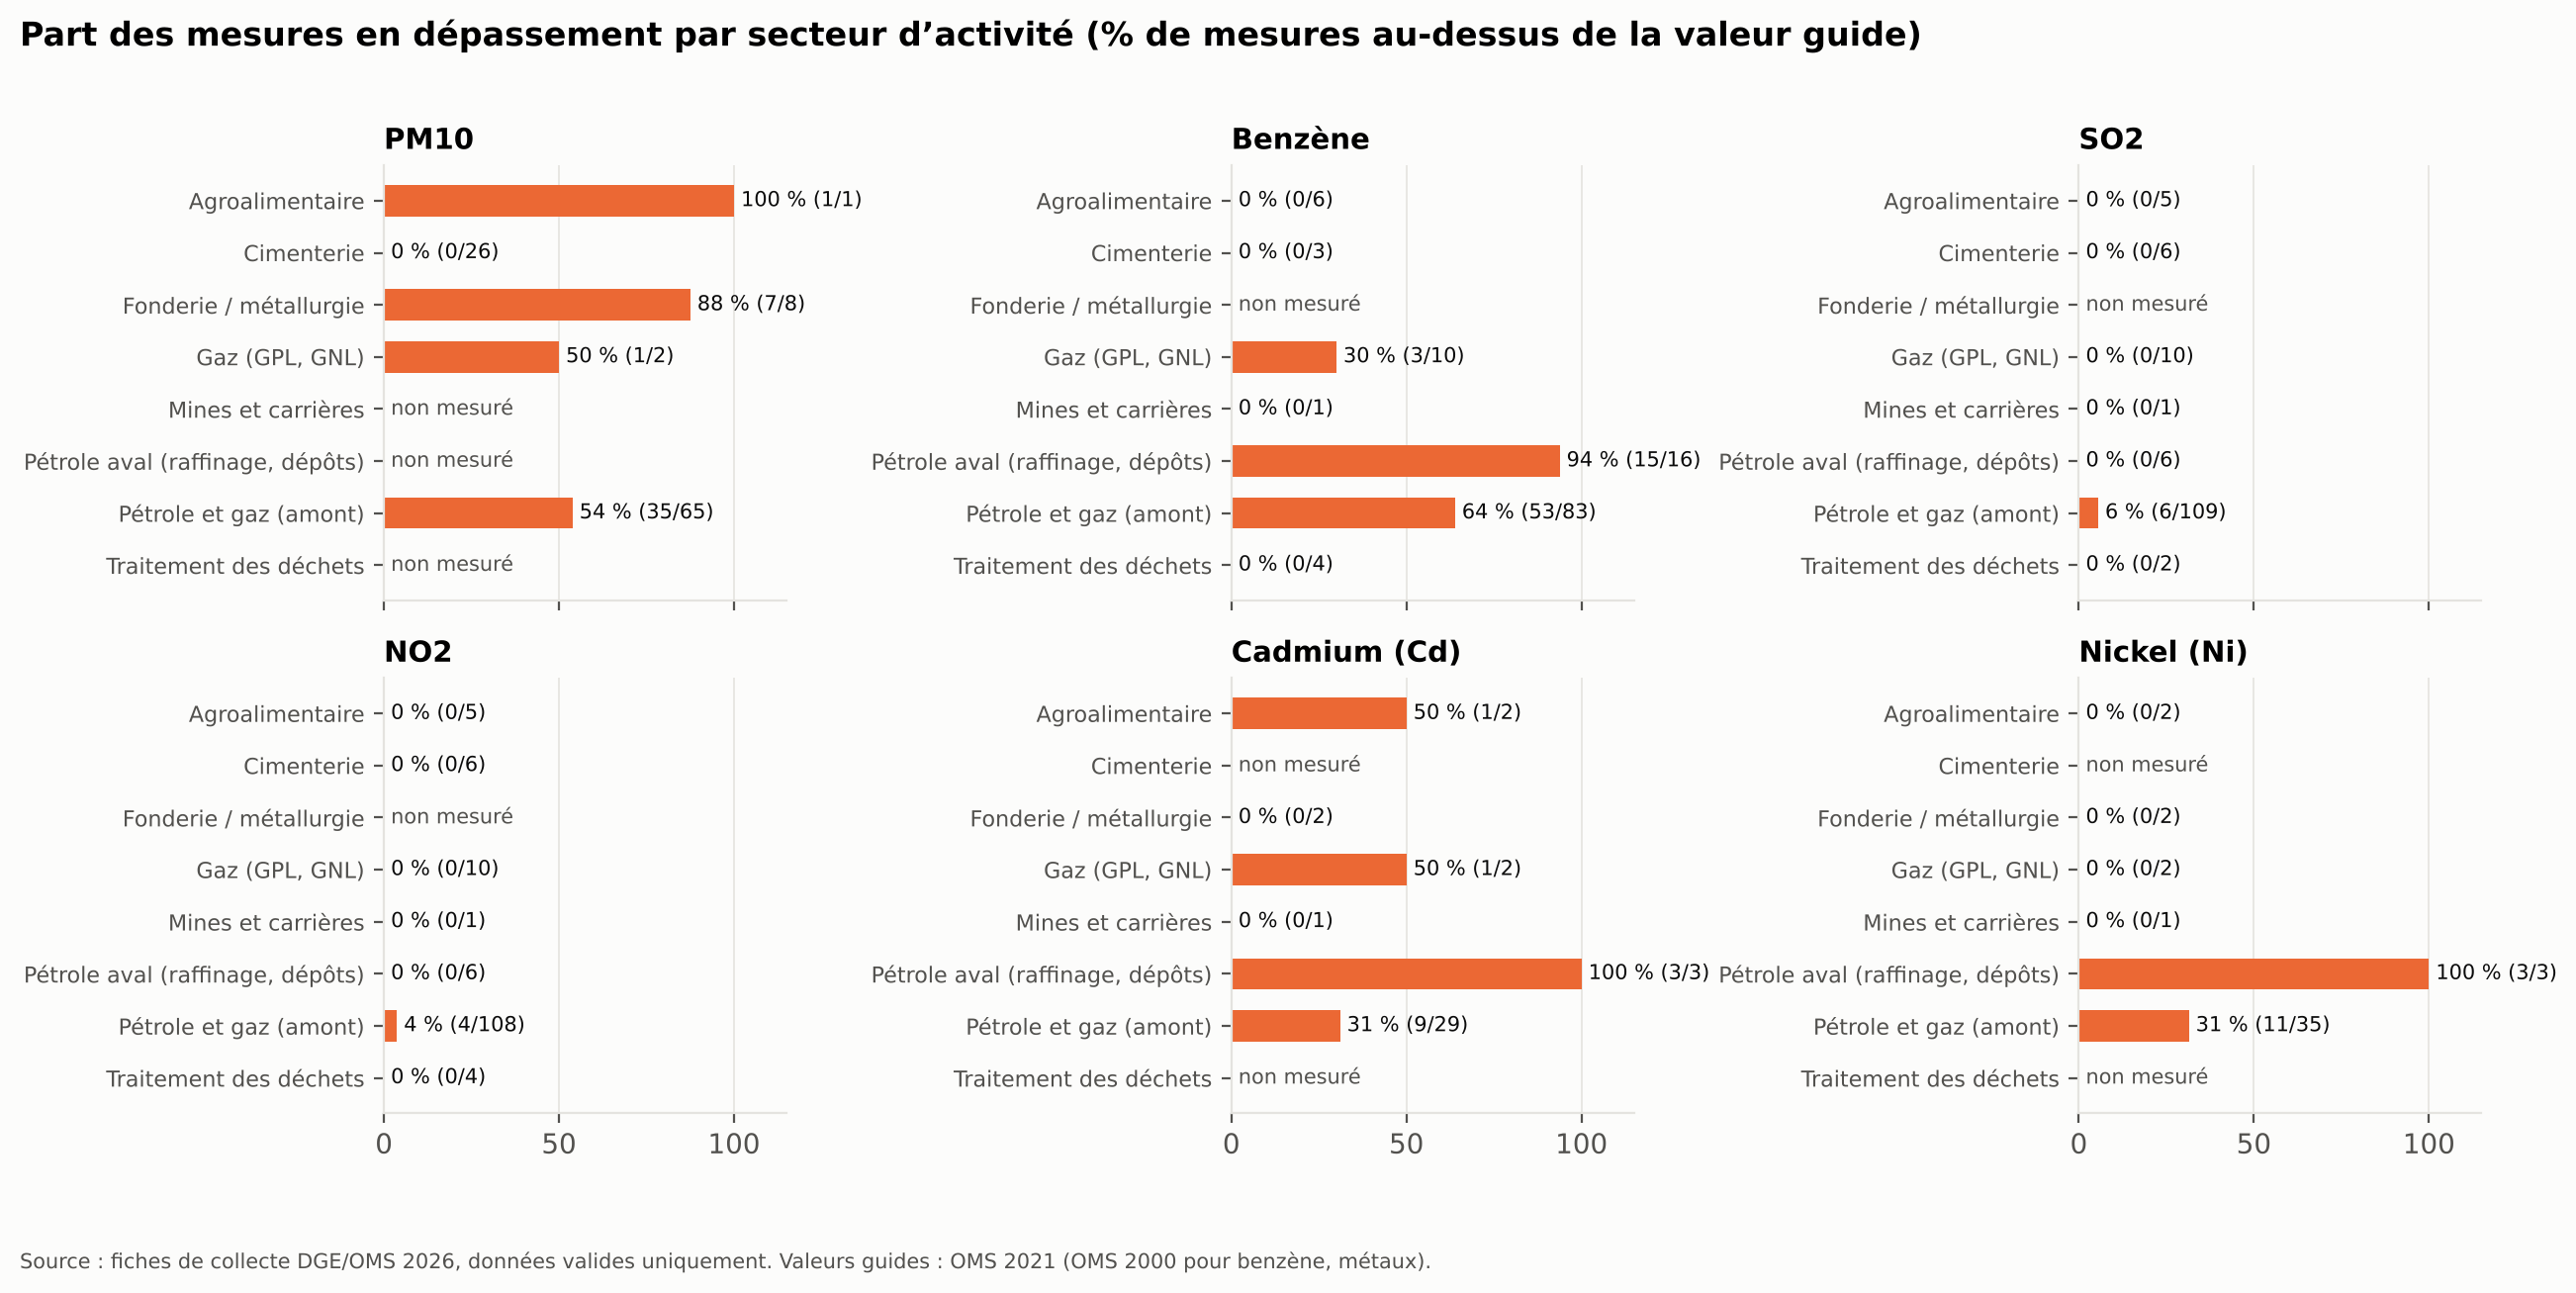 Part des mesures en dépassement par secteur d’activité (% de mesures au-dessus de la valeur guide)
PM10
Agroalimentaire 100 % (1/1)
Cimenterie 0 % (0/26)
Fonderie / métallurgie 88 % (7/8)
Gaz (GPL, GNL) 50 % (1/2)
Mines et carrières non mesuré
Pétrole aval (raffinage, dépôts) non mesuré
Pétrole et gaz (amont) 54 % (35/65)
Traitement des déchets non mesuré
Benzène
Agroalimentaire 0 % (0/6)
Cimenterie 0 % (0/3)
Fonderie / métallurgie non mesuré
Gaz (GPL, GNL) 30 % (3/10)
Mines et carrières 0 % (0/1)
Pétrole aval (raffinage, dépôts) 94 % (15/16)
Pétrole et gaz (amont) 64 % (53/83)
Traitement des déchets 0 % (0/4)
SO2
Agroalimentaire 0 % (0/5)
Cimenterie 0 % (0/6)
Fonderie / métallurgie non mesuré
Gaz (GPL, GNL) 0 % (0/10)
Mines et carrières 0 % (0/1)
Pétrole aval (raffinage, dépôts) 0 % (0/6)
Pétrole et gaz (amont) 6 % (6/109)
Traitement des déchets 0 % (0/2)
NO2
Agroalimentaire 0 % (0/5)
Cimenterie 0 % (0/6)
Fonderie / métallurgie non mesuré
Gaz (GPL, GNL) 0 % (0/10)
Mines et carrières 0 % (0/1)
Pétrole aval (raffinage, dépôts) 0 % (0/6)
Pétrole et gaz (amont) 4 % (4/108)
Traitement des déchets 0 % (0/4)
0 50 100
Cadmium (Cd)
Agroalimentaire 50 % (1/2)
Cimenterie non mesuré
Fonderie / métallurgie 0 % (0/2)
Gaz (GPL, GNL) 50 % (1/2)
Mines et carrières 0 % (0/1)
Pétrole aval (raffinage, dépôts) 100 % (3/3)
Pétrole et gaz (amont) 31 % (9/29)
Traitement des déchets non mesuré
0 50 100
Nickel (Ni)
Agroalimentaire 0 % (0/2)
Cimenterie non mesuré
Fonderie / métallurgie 0 % (0/2)
Gaz (GPL, GNL) 0 % (0/2)
Mines et carrières 0 % (0/1)
Pétrole aval (raffinage, dépôts) 100 % (3/3)
Pétrole et gaz (amont) 31 % (11/35)
Traitement des déchets non mesuré
0 50 100
Source : fiches de collecte DGE/OMS 2026, données valides uniquement. Valeurs guides : OMS 2021 (OMS 2000 pour benzène, métaux).